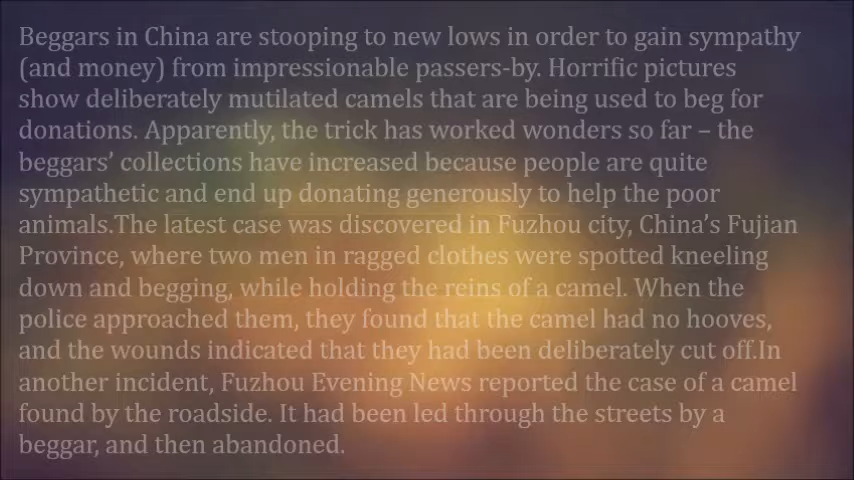 Beggars in China are stooping to new lows in order to gain sympathy
(and money) from impressionable passers-by. Horrific pictures
show deliberately mutilated camels that are being used to beg for
donations. Apparently, the trick has worked wonders so far – the
beggars’ collections have increased because people are quite
sympathetic and end up donating generously to help the poor
animals.The latest case was discovered in Fuzhou city, China’s Fujian
Province, where two men in ragged clothes were spotted kneeling
down and begging, while holding the reins of a camel. When the
police approached them, they found that the camel had no hooves,
and the wounds indicated that they had been deliberately cut off.In
another incident, Fuzhou Evening News reported the case of a camel
found by the roadside. It had been led through the streets by a
beggar, and then abandoned.